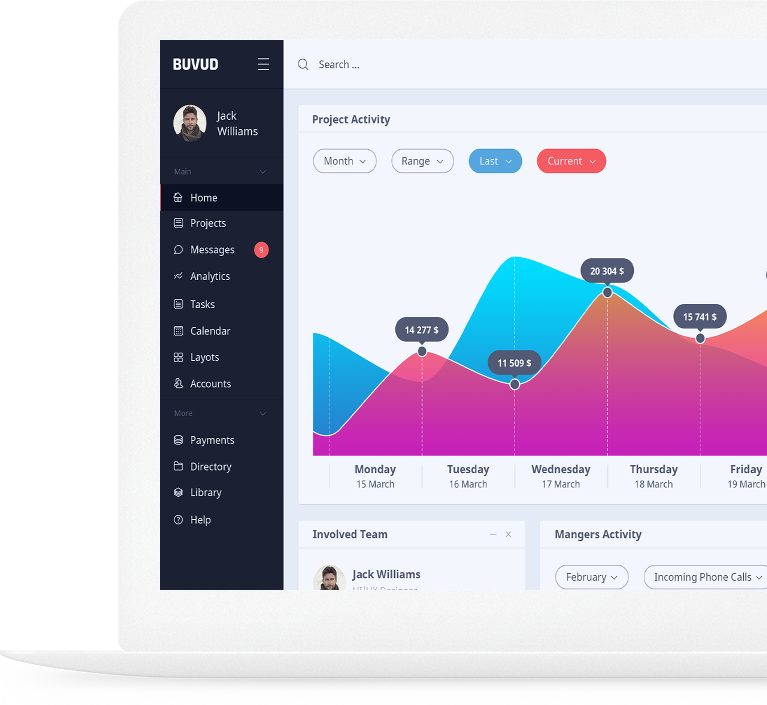 BUVUD
Search ...
Jack
Williams
Main
Home
Projects
Messages 9
Analytics
Tasks
Calendar
Layots
Accounts
More
Payments
Directory
Library
Help
Project Activity
Month Range Last Current
20 304 $
15 741 $
14 277 $
11 509 $
Monday Tuesday Wednesday Thursday Friday
15 March 16 March 17 March 18 March 19 March
Involved Team
Jack Williams
UI/UX Designer
Mangers Activity
February Incoming Phone Calls